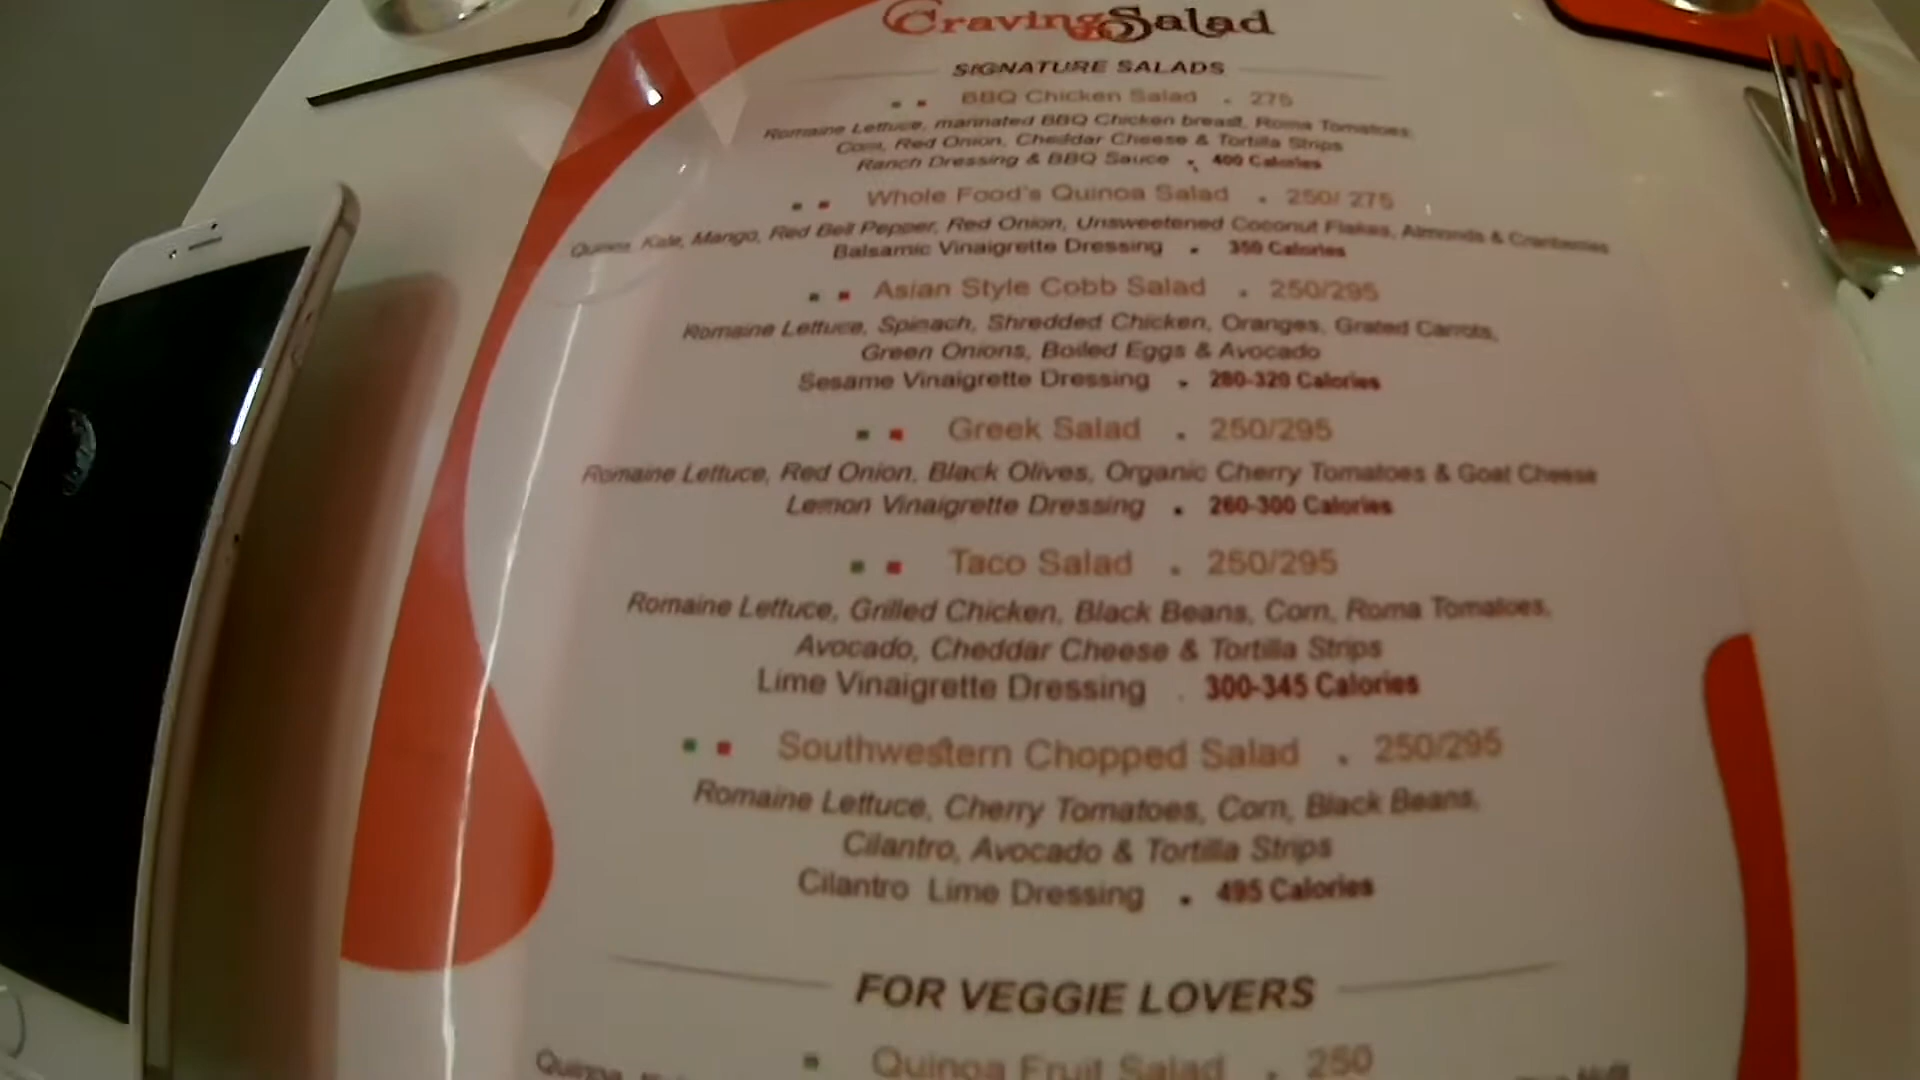 Craving Salad
SIGNATURE SALADS
BBQ Chicken Salad . 275
Romaine Lettuce, marinated BBQ Chicken breast, Roma Tomatoes,
Corn, Red Onion, Cheddar Cheese & Tortilla Strips
Ranch Dressing & BBQ Sauce . 400 Calories
Whole Food's Quinoa Salad . 250/ 275
Quinoa, Kale, Mango, Red Bell Pepper, Red Onion, Unsweetened Coconut Flakes, Almonds & Cranberries
Balsamic Vinaigrette Dressing . 350 Calories
Asian Style Cobb Salad . 250/295
Romaine Lettuce, Spinach, Shredded Chicken, Oranges, Grated Carrots,
Green Onions, Boiled Eggs & Avocado
Sesame Vinaigrette Dressing . 280-320 Calories
Greek Salad . 250/295
Romaine Lettuce, Red Onion, Black Olives, Organic Cherry Tomatoes & Goat Cheese
Lemon Vinaigrette Dressing . 260-300 Calories
Taco Salad . 250/295
Romaine Lettuce, Grilled Chicken, Black Beans, Corn, Roma Tomatoes,
Avocado, Cheddar Cheese & Tortilla Strips
Lime Vinaigrette Dressing . 300-345 Calories
Southwestern Chopped Salad . 250/295
Romaine Lettuce, Cherry Tomatoes, Corn, Black Beans,
Cilantro, Avocado & Tortilla Strips
Cilantro Lime Dressing . 495 Calories
FOR VEGGIE LOVERS
Quinoa Fruit Salad . 250
Quinoa,